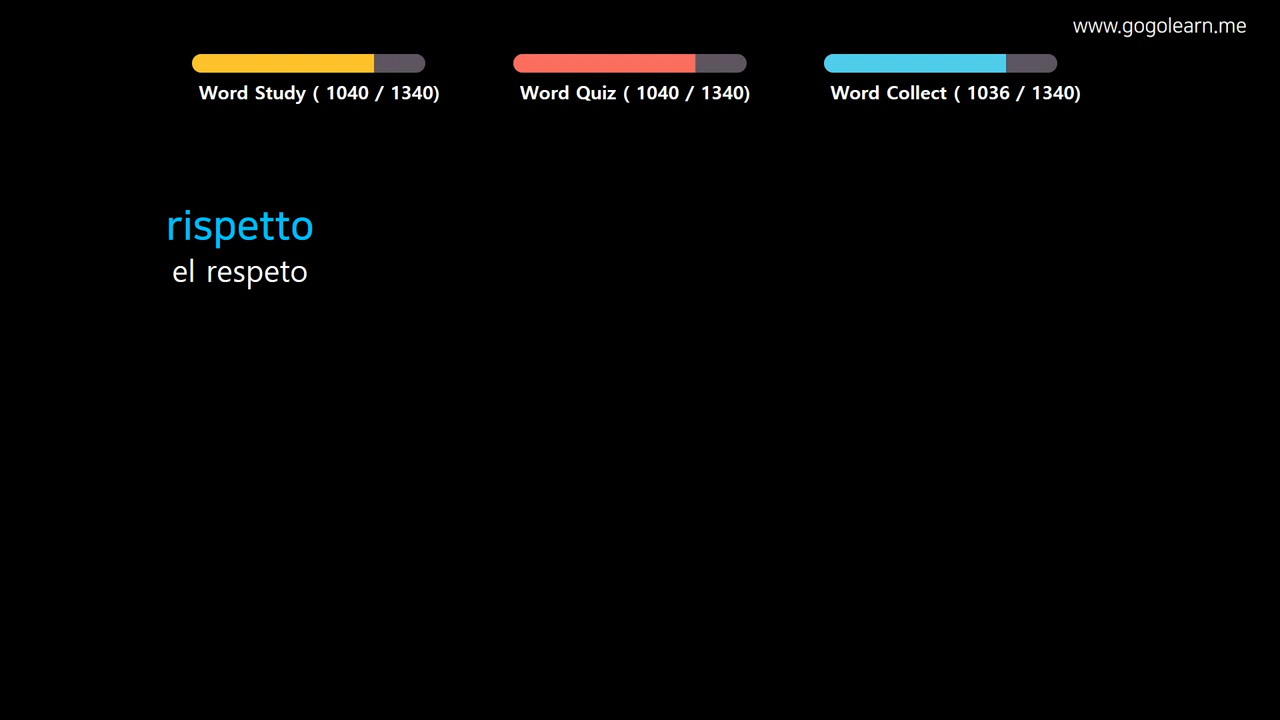 www.gogolearn.me
Word Study ( 1040 / 1340)
Word Quiz ( 1040 / 1340)
Word Collect ( 1036 / 1340)
rispetto
el respeto